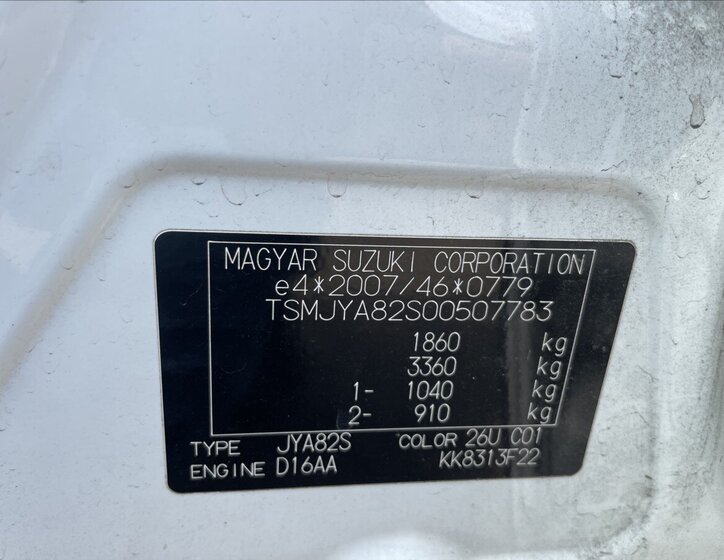 MAGYAR SUZUKI CORPORATION
e4*2007/46*0779
TSMJYA82S00507783
1860 kg
3360 kg
1- 1040 kg
2- 910 kg
TYPE JYA82S COLOR 26U C01
ENGINE D16AA KK8313F22